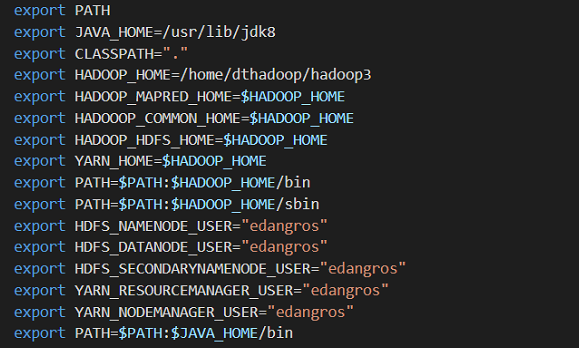 export PATH
export JAVA_HOME=/usr/lib/jdk8
export CLASSPATH="."
export HADOOP_HOME=/home/dthadoop/hadoop3
export HADOOP_MAPRED_HOME=$HADOOP_HOME
export HADOOOP_COMMON_HOME=$HADOOP_HOME
export HADOOP_HDFS_HOME=$HADOOP_HOME
export YARN_HOME=$HADOOP_HOME
export PATH=$PATH:$HADOOP_HOME/bin
export PATH=$PATH:$HADOOP_HOME/sbin
export HDFS_NAMENODE_USER="edangros"
export HDFS_DATANODE_USER="edangros"
export HDFS_SECONDARYNAMENODE_USER="edangros"
export YARN_RESOURCEMANAGER_USER="edangros"
export YARN_NODEMANAGER_USER="edangros"
export PATH=$PATH:$JAVA_HOME/bin